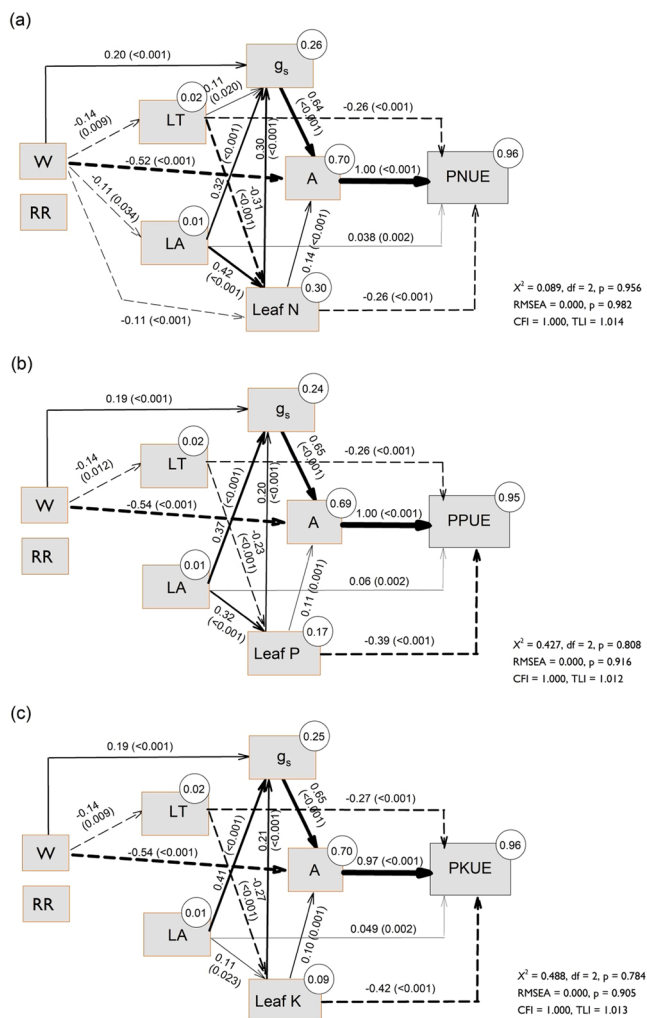 (a)
0.20 (<0.001)
gs
0.26
-0.14
(0.009)
LT
0.02
0.11
(0.020)
0.64
(<0.001)
-0.26 (<0.001)
W
-0.52 (<0.001)
0.32
(<0.001)
0.30
(<0.001)
-0.31
(<0.001)
A
0.70
1.00 (<0.001)
PNUE
0.96
RR
-0.11 (0.034)
LA
0.01
0.038 (0.002)
0.42
(<0.001)
0.14 (<0.001)
Leaf N
0.30
-0.11 (<0.001)
-0.26 (<0.001)
X² = 0.089, df = 2, p = 0.956
RMSEA = 0.000, p = 0.982
CFI = 1.000, TLI = 1.014
(b)
0.19 (<0.001)
gs
0.24
-0.14
(0.012)
LT
0.02
0.65
(<0.001)
-0.26 (<0.001)
W
-0.54 (<0.001)
0.37
(<0.001)
0.20
(<0.001)
-0.23
(<0.001)
A
0.69
1.00 (<0.001)
PPUE
0.95
RR
LA
0.01
0.06 (0.002)
0.32
(<0.001)
0.11 (0.001)
Leaf P
0.17
-0.39 (<0.001)
X² = 0.427, df = 2, p = 0.808
RMSEA = 0.000, p = 0.916
CFI = 1.000, TLI = 1.012
(c)
0.19 (<0.001)
gs
0.25
-0.14
(0.009)
LT
0.02
0.65
(<0.001)
-0.27 (<0.001)
W
-0.54 (<0.001)
0.41
(<0.001)
0.21
(<0.001)
-0.27
(<0.001)
A
0.70
0.97 (<0.001)
PKUE
0.96
RR
LA
0.01
0.049 (0.002)
0.11
(0.023)
0.10 (0.001)
Leaf K
0.09
-0.42 (<0.001)
X² = 0.488, df = 2, p = 0.784
RMSEA = 0.000, p = 0.905
CFI = 1.000, TLI = 1.013